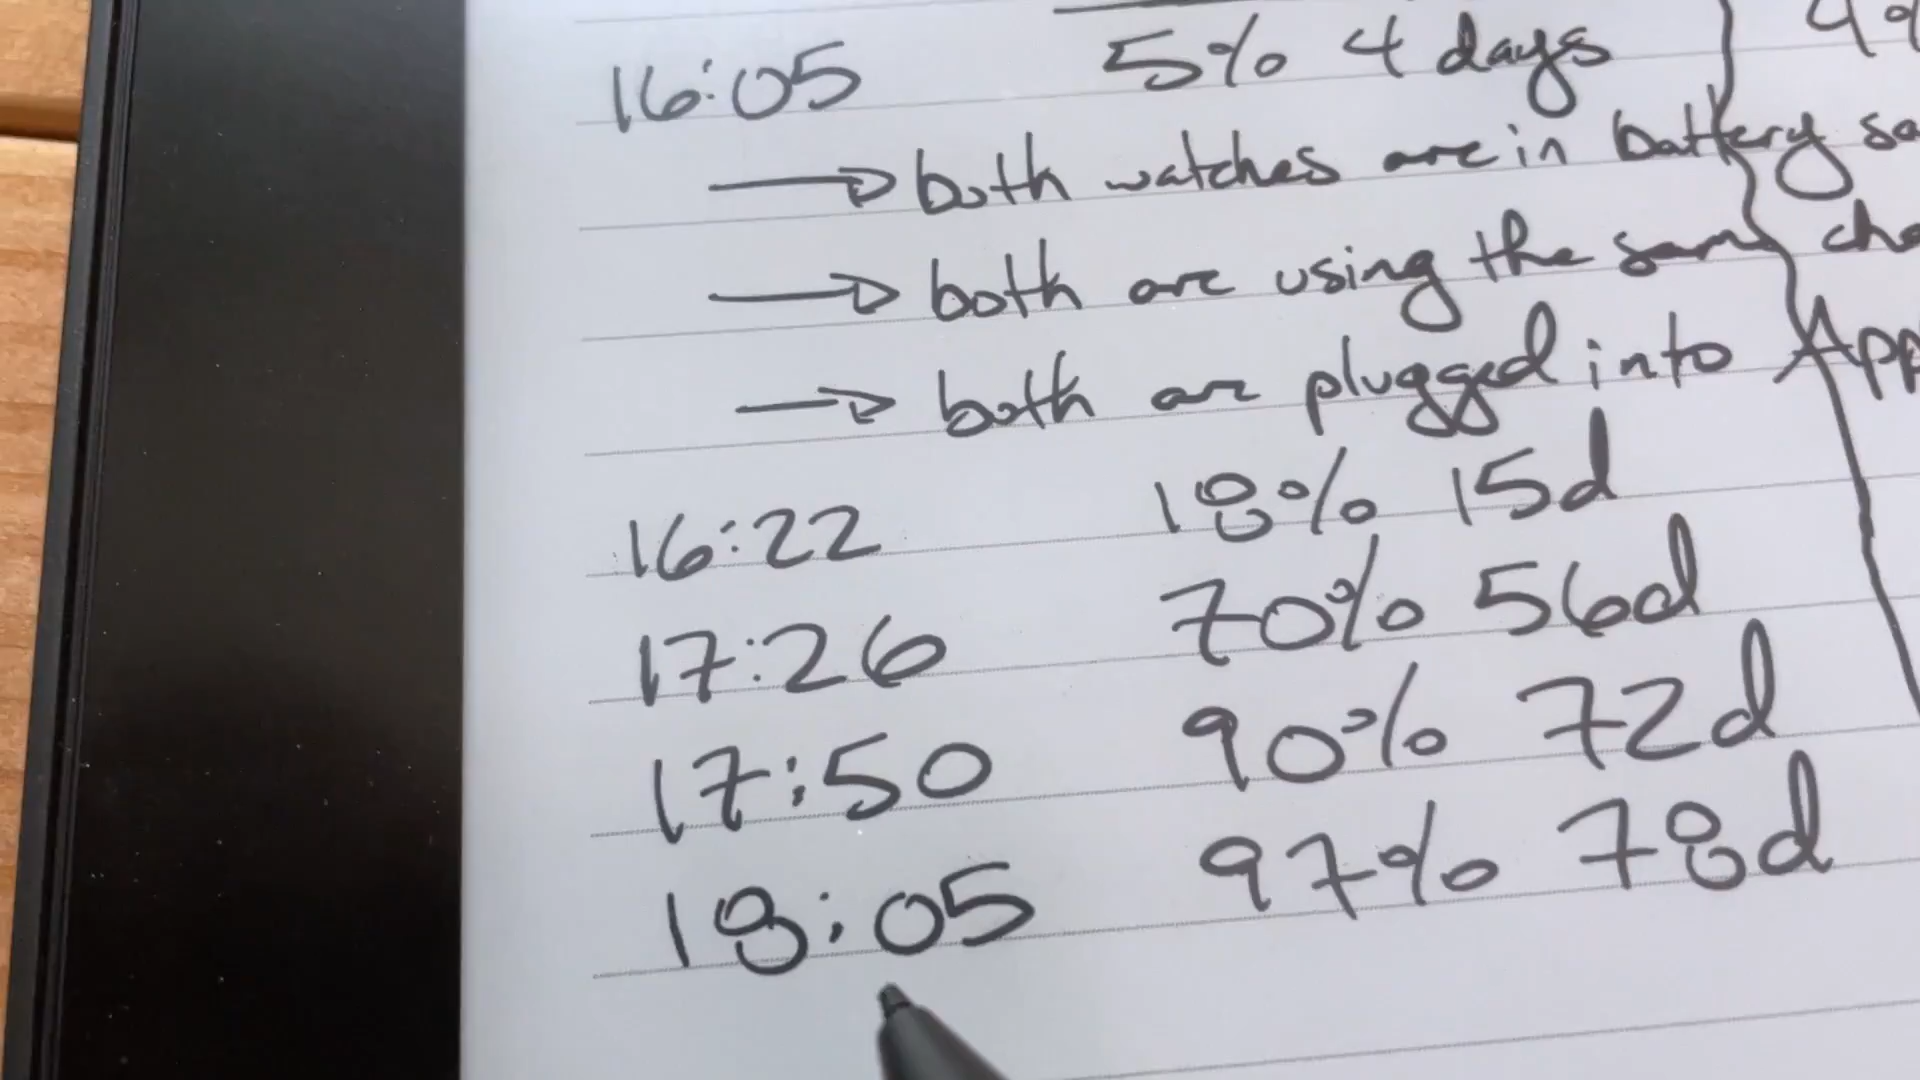 16:05 5% 4 days
→ both watches are in battery
→ both are using the same
→ both are plugged into
16:22 18% 15d
17:26 70% 56d
17:50 90% 72d
18:05 97% 78d